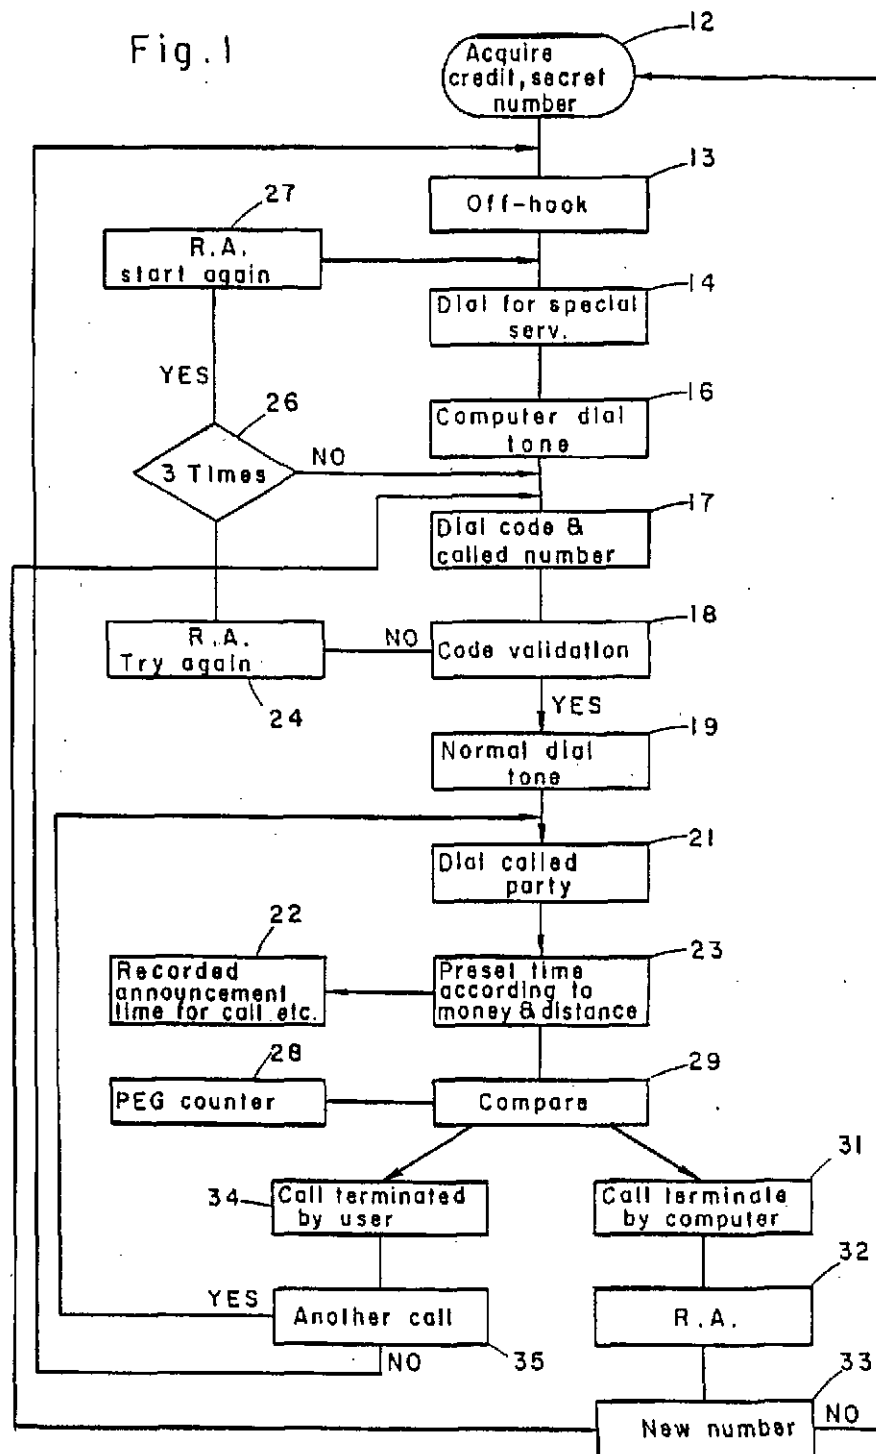 Fig.1
12
Acquire
credit, secret
number
13
Off-hook
27
R.A.
start again
14
Dial for special
serv.
YES
16
Computer dial
tone
26
3 Times
NO
17
Dial code &
called number
18
Code validation
NO
R.A.
Try again
24
YES
19
Normal dial
tone
21
Dial called
party
22
Recorded
announcement
time for call etc.
23
Preset time
according to
money & distance
28
PEG counter
29
Compare
34
Call terminated
by user
31
Call terminate
by computer
32
R.A.
YES
Another call
35
NO
33
New number
NO